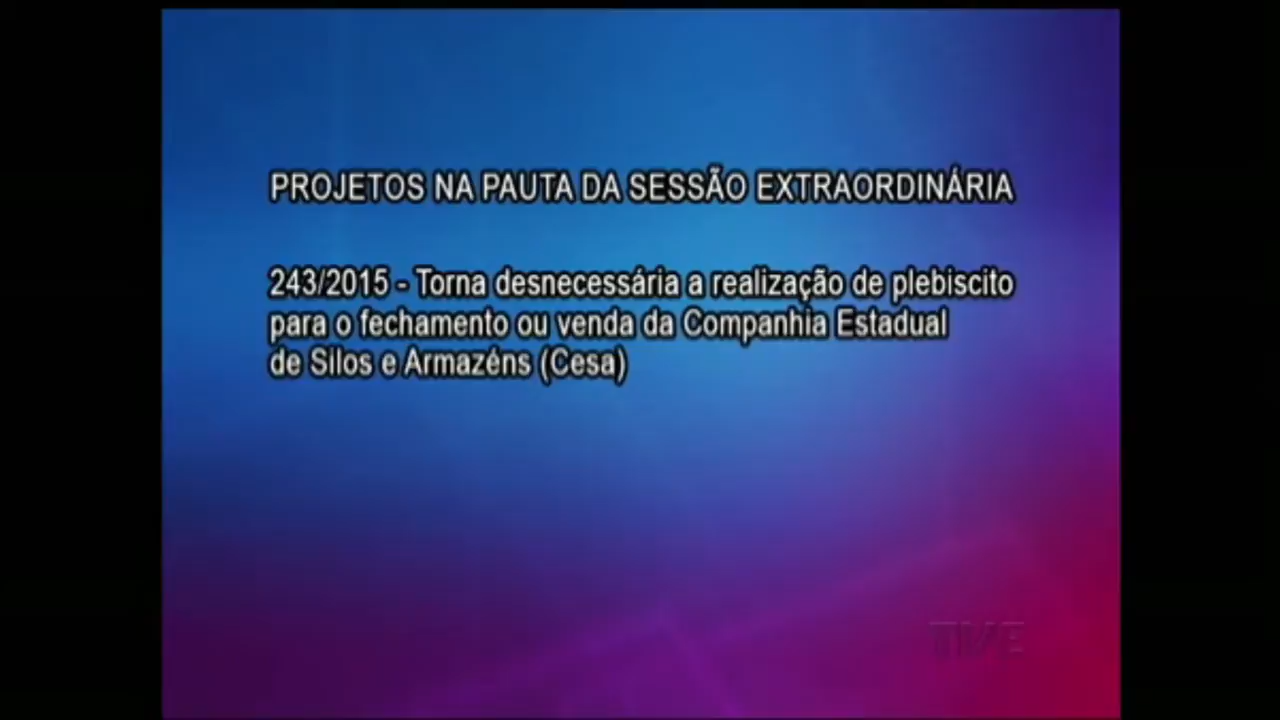 PROJETOS NA PAUTA DA SESSÃO EXTRAORDINÁRIA
243/2015 - Torna desnecessária a realização de plebiscito
para o fechamento ou venda da Companhia Estadual
de Silos e Armazéns (Cesa)
TVE